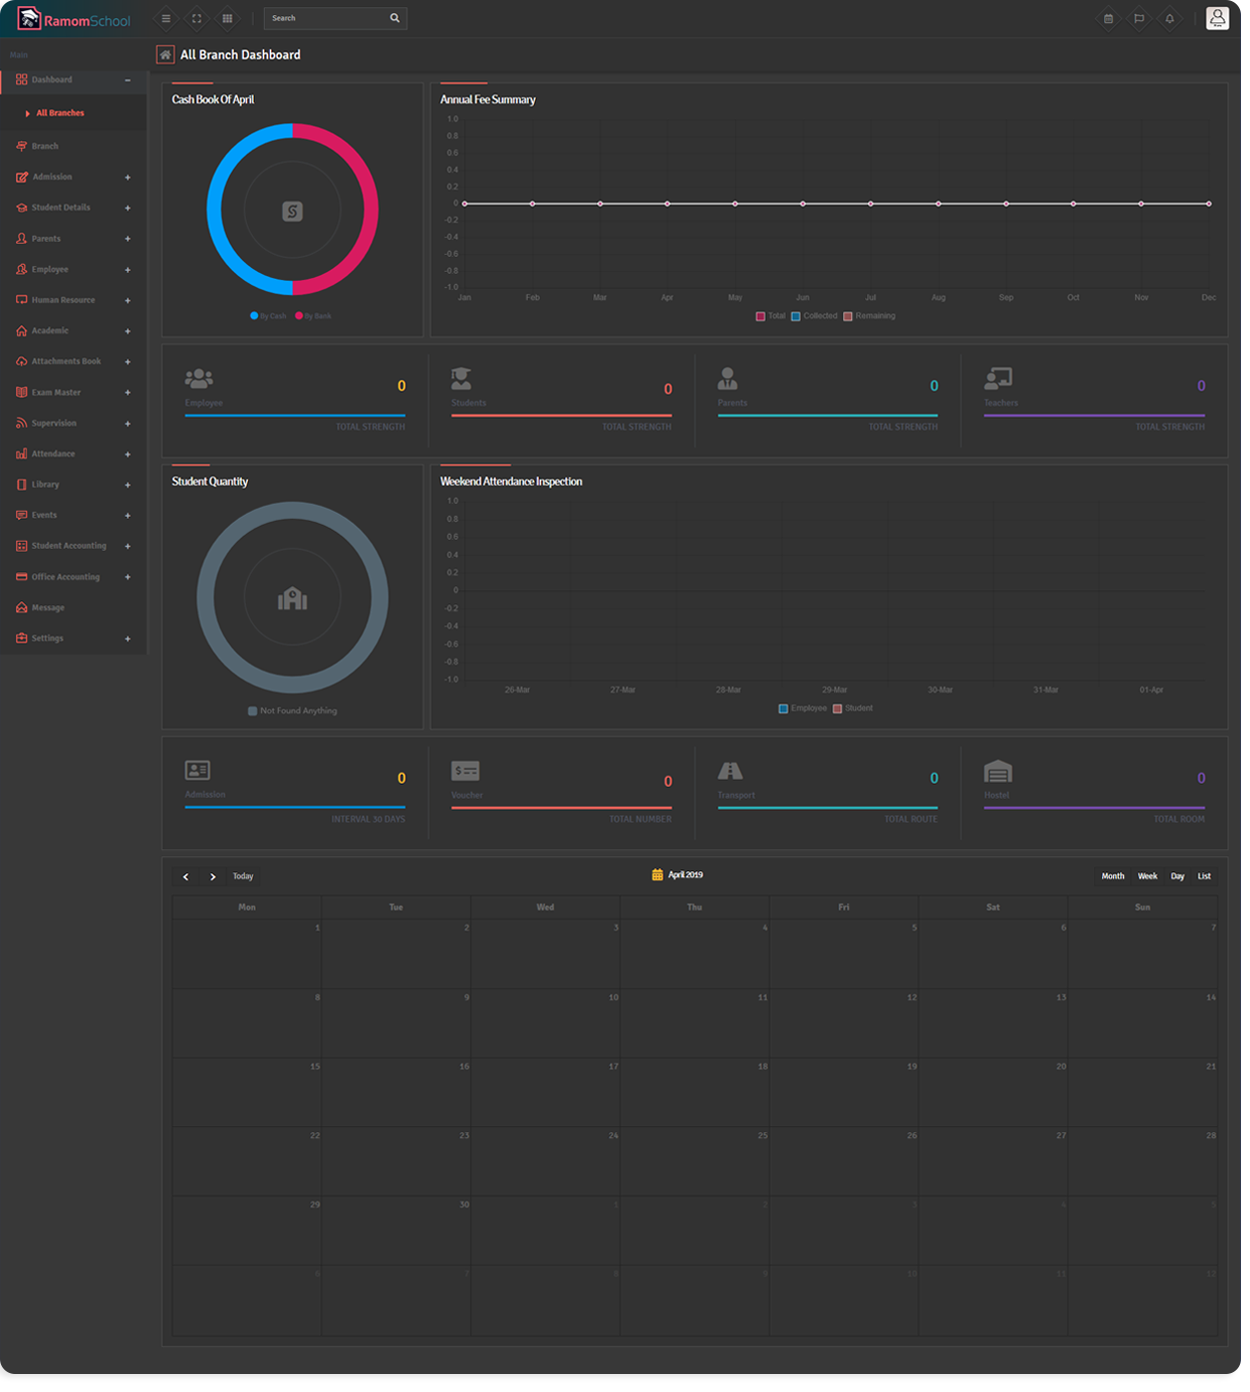 RamomSchool
Search
Main
All Branch Dashboard
Dashboard
All Branches
Branch
Admission
Student Details
Parents
Employee
Human Resource
Academic
Attachments Book
Exam Master
Supervision
Attendance
Library
Events
Student Accounting
Office Accounting
Message
Settings
Cash Book Of April
By Cash By Bank
Annual Fee Summary
1.0
0.8
0.6
0.4
0.2
0
-0.2
-0.4
-0.6
-0.8
-1.0
Jan Feb Mar Apr May Jun Jul Aug Sep Oct Nov Dec
Total Collected Remaining
0
Employee
TOTAL STRENGTH
0
Students
TOTAL STRENGTH
0
Parents
TOTAL STRENGTH
0
Teachers
TOTAL STRENGTH
Student Quantity
Not Found Anything
Weekend Attendance Inspection
1.0
0.8
0.6
0.4
0.2
0
-0.2
-0.4
-0.6
-0.8
-1.0
26-Mar 27-Mar 28-Mar 29-Mar 30-Mar 31-Mar 01-Apr
Employee Student
0
Admission
INTERVAL 30 DAYS
0
Voucher
TOTAL NUMBER
0
Transport
TOTAL ROUTE
0
Hostel
TOTAL ROOM
Today
April 2019
Month Week Day List
Mon Tue Wed Thu Fri Sat Sun
1 2 3 4 5 6 7
8 9 10 11 12 13 14
15 16 17 18 19 20 21
22 23 24 25 26 27 28
29 30 1 2 3 4 5
6 7 8 9 10 11 12